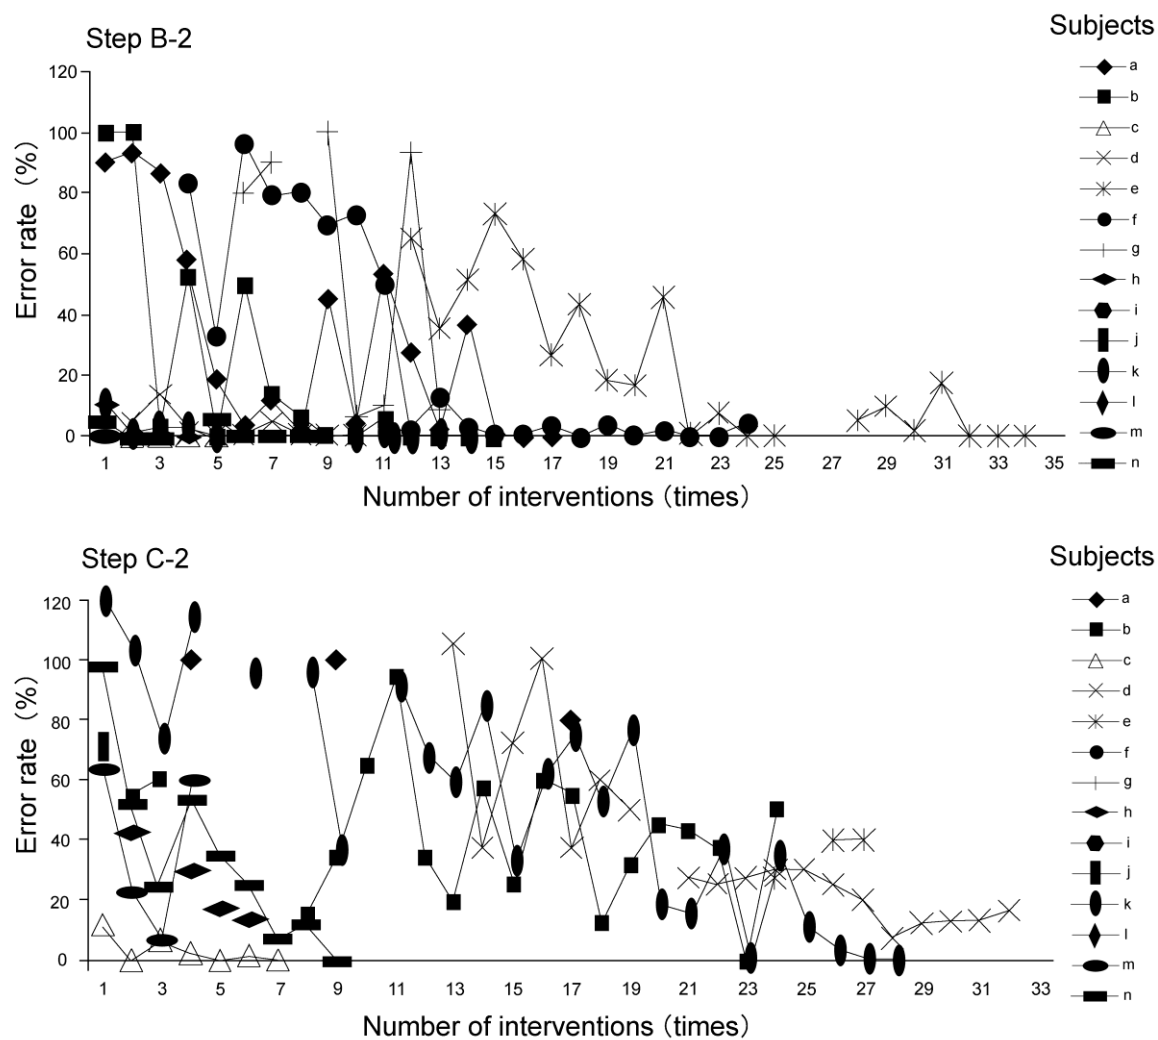 Subjects
Step B-2
a
b
c
d
e
f
g
h
i
j
k
l
m
n
120
100
80
60
40
20
0
Error rate (%)
1 3 5 7 9 11 13 15 17 19 21 23 25 27 29 31 33 35
Number of interventions (times)
Step C-2
Subjects
a
b
c
d
e
f
g
h
i
j
k
l
m
n
120
100
80
60
40
20
0
Error rate (%)
1 3 5 7 9 11 13 15 17 19 21 23 25 27 29 31 33
Number of interventions (times)